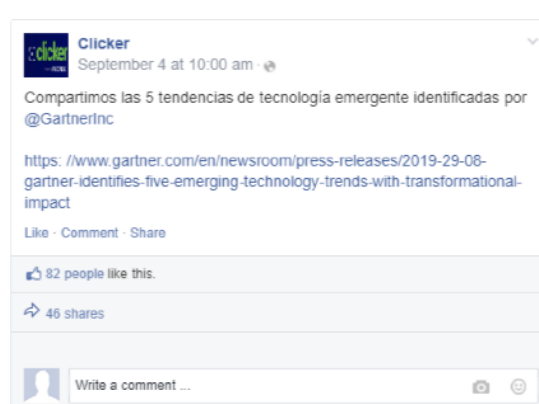 clicker
Clicker
September 4 at 10:00 am ·
Compartimos las 5 tendencias de tecnología emergente identificadas por
@GartnerInc
https: //www.gartner.com/en/newsroom/press-releases/2019-29-08-
gartner-identifies-five-emerging-technology-trends-with-transformational-
impact
Like · Comment · Share
82 people like this.
46 shares
Write a comment ...